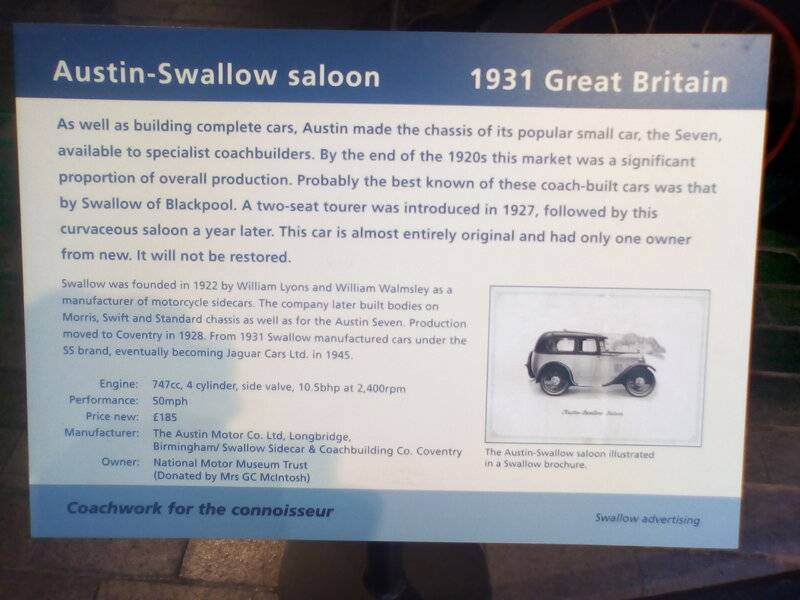 Austin-Swallow saloon 1931 Great Britain
As well as building complete cars, Austin made the chassis of its popular small car, the Seven,
available to specialist coachbuilders. By the end of the 1920s this market was a significant
proportion of overall production. Probably the best known of these coach-built cars was that
by Swallow of Blackpool. A two-seat tourer was introduced in 1927, followed by this
curvaceous saloon a year later. This car is almost entirely original and had only one owner
from new. It will not be restored.
Swallow was founded in 1922 by William Lyons and William Walmsley as a
manufacturer of motorcycle sidecars. The company later built bodies on
Morris, Swift and Standard chassis as well as for the Austin Seven. Production
moved to Coventry in 1928. From 1931 Swallow manufactured cars under the
SS brand, eventually becoming Jaguar Cars Ltd. in 1945.
Engine: 747cc, 4 cylinder, side valve, 10.5bhp at 2,400rpm
Performance: 50mph
Price new: £185
Manufacturer: The Austin Motor Co. Ltd, Longbridge,
Birmingham/ Swallow Sidecar & Coachbuilding Co. Coventry
Owner: National Motor Museum Trust
(Donated by Mrs GC McIntosh)
Austin-Swallow Saloon
The Austin-Swallow saloon illustrated
in a Swallow brochure.
Coachwork for the connoisseur
Swallow advertising